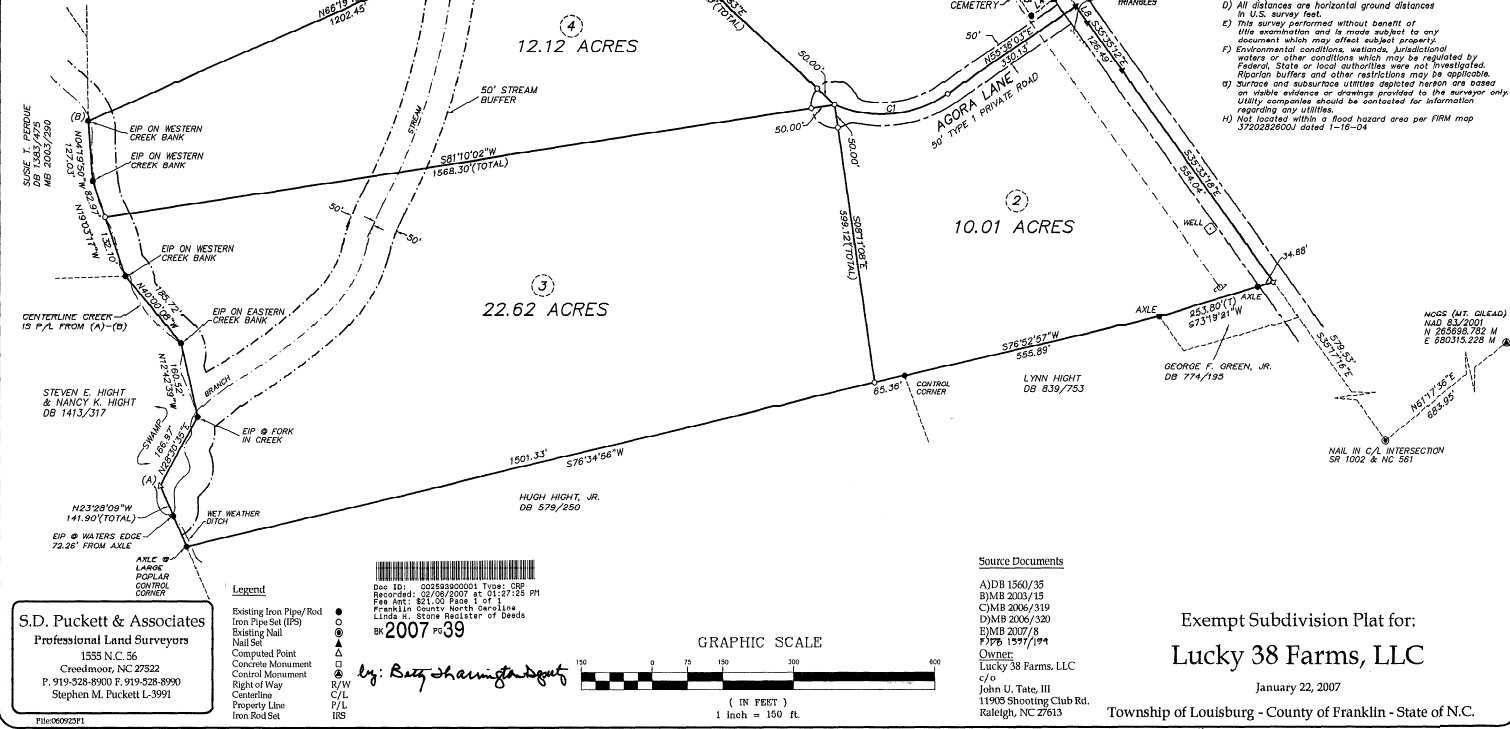 N66°19'
1202.45'
4
12.12 ACRES
'(TOTAL)
CEMETERY
TRIANGLES
D) All distances are horizontal ground distances
in U.S. survey feet.
E) This survey performed without benefit of
title examination and is made subject to any
document which may affect subject property.
F) Environmental conditions, wetlands, jurisdictional
waters or other conditions which may be regulated by
Federal, State or local authorities were not investigated.
Riparian buffers and other restrictions may be applicable.
G) Surface and subsurface utilities depicted hereon are based
on visible evidence or drawings provided to the surveyor only.
Utility companies should be contacted for information
regarding any utilities.
H) Not located within a flood hazard area per FIRM map
3720282600J dated 1-16-04
50'
N55°36'03"E
330.13'
L8
S35°35'12"E
126.49'
50.00'
C1
AGORA LANE
50' TYPE 1 PRIVATE ROAD
50.00'
50.00'
50' STREAM
BUFFER
STREAM
SUSIE T. PERDUE
DB 1383/475
MB 2003/290
(B)
EIP ON WESTERN
CREEK BANK
EIP ON WESTERN
CREEK BANK
N04°19'50"W
127.03'
82.97'
N19°03'17"W
132.70'
S81°10'02"W
1568.30'(TOTAL)
50'
50'
EIP ON WESTERN
CREEK BANK
S35°33'18"E
554.04'
2
10.01 ACRES
WELL
S08°11'08"E
599.12'(TOTAL)
34.88'
3
22.62 ACRES
185.72'
N40°00'08"W
CENTERLINE CREEK
IS P/L FROM (A)-(B)
EIP ON EASTERN
CREEK BANK
AXLE
AXLE
253.80'(T)
S73°19'21"W
NCGS (MT. GILEAD)
NAD 83/2001
N 265698.782 M
E 680315.228 M
579.53'
S35°17'16"E
S76°52'57"W
555.89'
GEORGE F. GREEN, JR.
DB 774/195
LYNN HIGHT
DB 839/753
160.52'
N12°42'39"W
BRANCH
STEVEN E. HIGHT
& NANCY K. HIGHT
DB 1413/317
65.36'
CONTROL
CORNER
N61°17'36"E
683.95'
SWAMP
166.97'
N28°30'35"E
EIP @ FORK
IN CREEK
NAIL IN C/L INTERSECTION
SR 1002 & NC 561
1501.33'
S76°34'56"W
(A)
HUGH HIGHT, JR.
DB 579/250
N23°28'09"W
141.90'(TOTAL)
WET WEATHER
DITCH
EIP @ WATERS EDGE
72.26' FROM AXLE
AXLE @
LARGE
POPLAR
CONTROL
CORNER
S.D. Puckett & Associates
Professional Land Surveyors
1555 N.C. 56
Creedmoor, NC 27522
P. 919-528-8900 F. 919-528-8990
Stephen M. Puckett L-3991
File:060925F1
Legend
Existing Iron Pipe/Rod
Iron Pipe Set (IPS)
Existing Nail
Nail Set
Computed Point
Concrete Monument
Control Monument
Right of Way R/W
Centerline C/L
Property Line P/L
Iron Rod Set IRS
Doc ID: 002593900001 Type: CRP
Recorded: 02/06/2007 at 01:27:25 PM
Fee Amt: $21.00 Page 1 of 1
Franklin County North Carolina
Linda H. Stone Register of Deeds
BK 2007 PG 39
by: Betty Tharrington Deputy
GRAPHIC SCALE
150 0 75 150 300 600
( IN FEET )
1 inch = 150 ft.
Source Documents
A)DB 1560/35
B)MB 2003/15
C)MB 2006/319
D)MB 2006/320
E)MB 2007/8
F)DB 1597/194
Owner:
Lucky 38 Farms, LLC
c/o
John U. Tate, III
11905 Shooting Club Rd.
Raleigh, NC 27613
Exempt Subdivision Plat for:
Lucky 38 Farms, LLC
January 22, 2007
Township of Louisburg - County of Franklin - State of N.C.